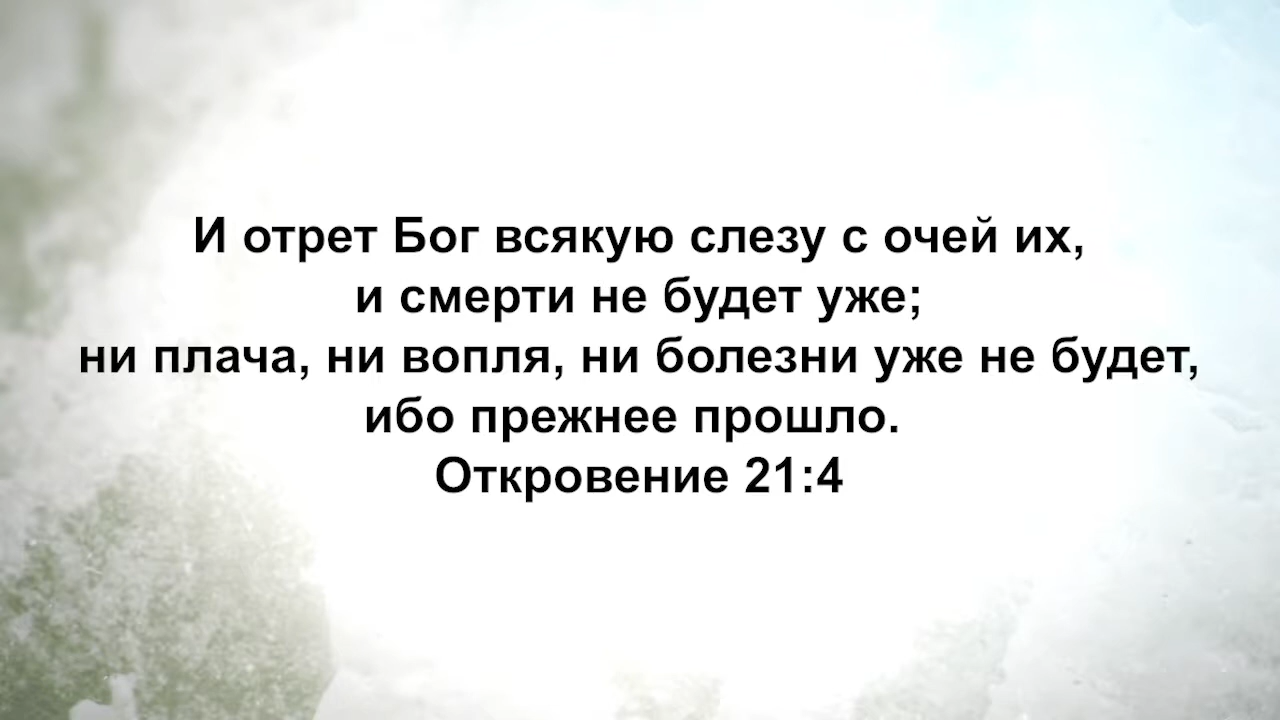 И отрет Бог всякую слезу с очей их,
и смерти не будет уже;
ни плача, ни вопля, ни болезни уже не будет,
ибо прежнее прошло.
Откровение 21:4